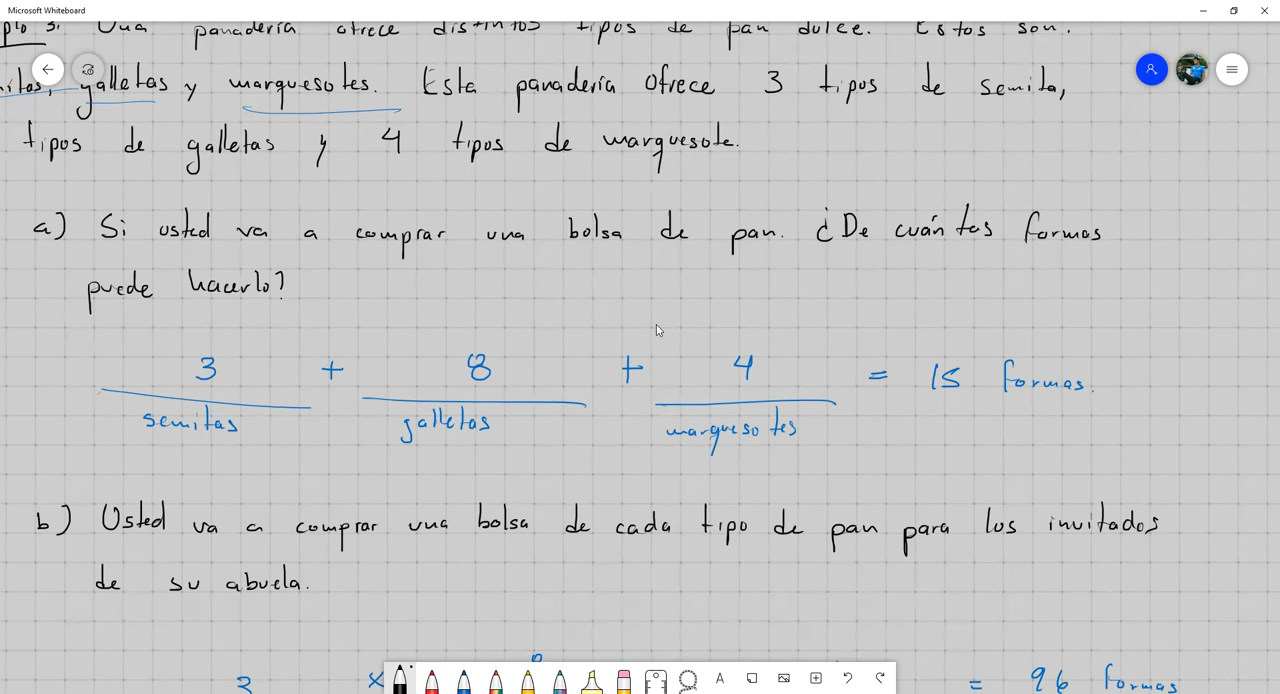 Microsoft Whiteboard
3. Una panadería ofrece distintos tipos de pan dulce. Estos son:
galletas y marquesotes. Esta panadería ofrece 3 tipos de semita,
tipos de galletas y 4 tipos de marquesote.
a) Si usted va a comprar una bolsa de pan. ¿De cuántas formas
puede hacerlo?
3 + 8 + 4 = 15 formas.
semitas galletas marquesotes
b) Usted va a comprar una bolsa de cada tipo de pan para los invitados
de su abuela.
3 x = 96 formas